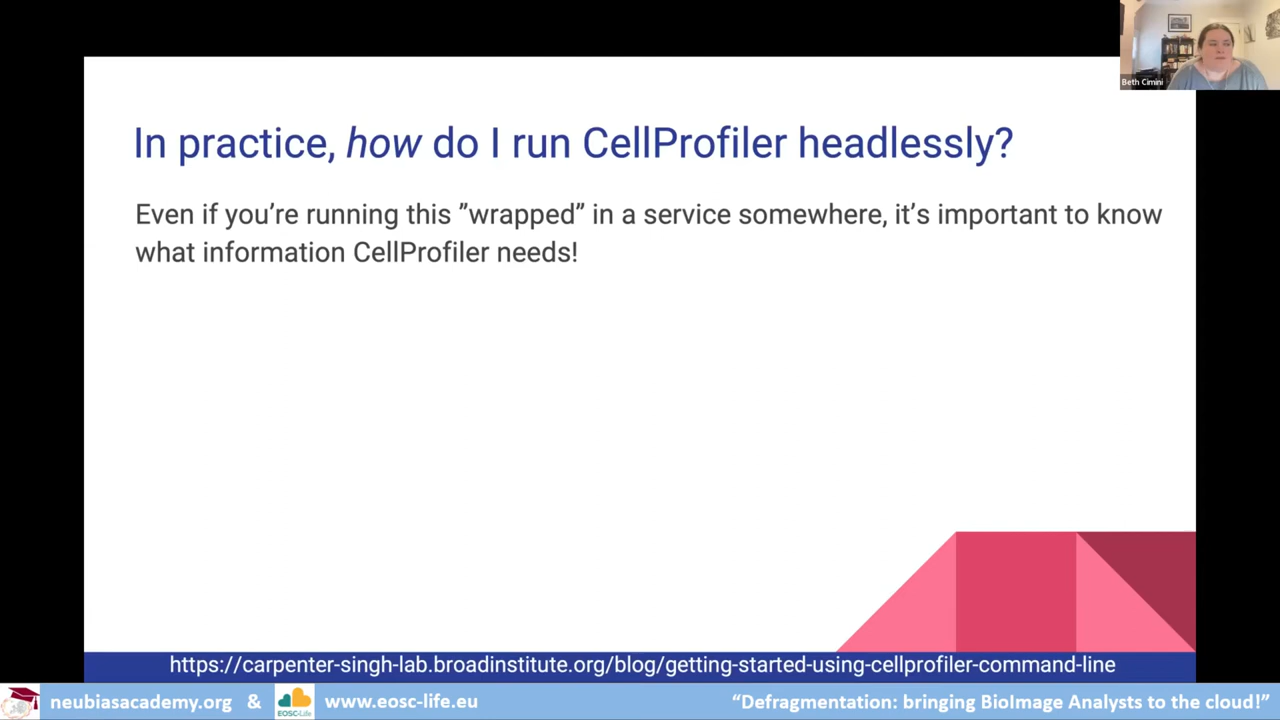 Beth Cimini
In practice, how do I run CellProfiler headlessly?
Even if you’re running this ”wrapped” in a service somewhere, it’s important to know
what information CellProfiler needs!
https://carpenter-singh-lab.broadinstitute.org/blog/getting-started-using-cellprofiler-command-line
neubiasacademy.org & EOSC-Life www.eosc-life.eu “Defragmentation: bringing BioImage Analysts to the cloud!”